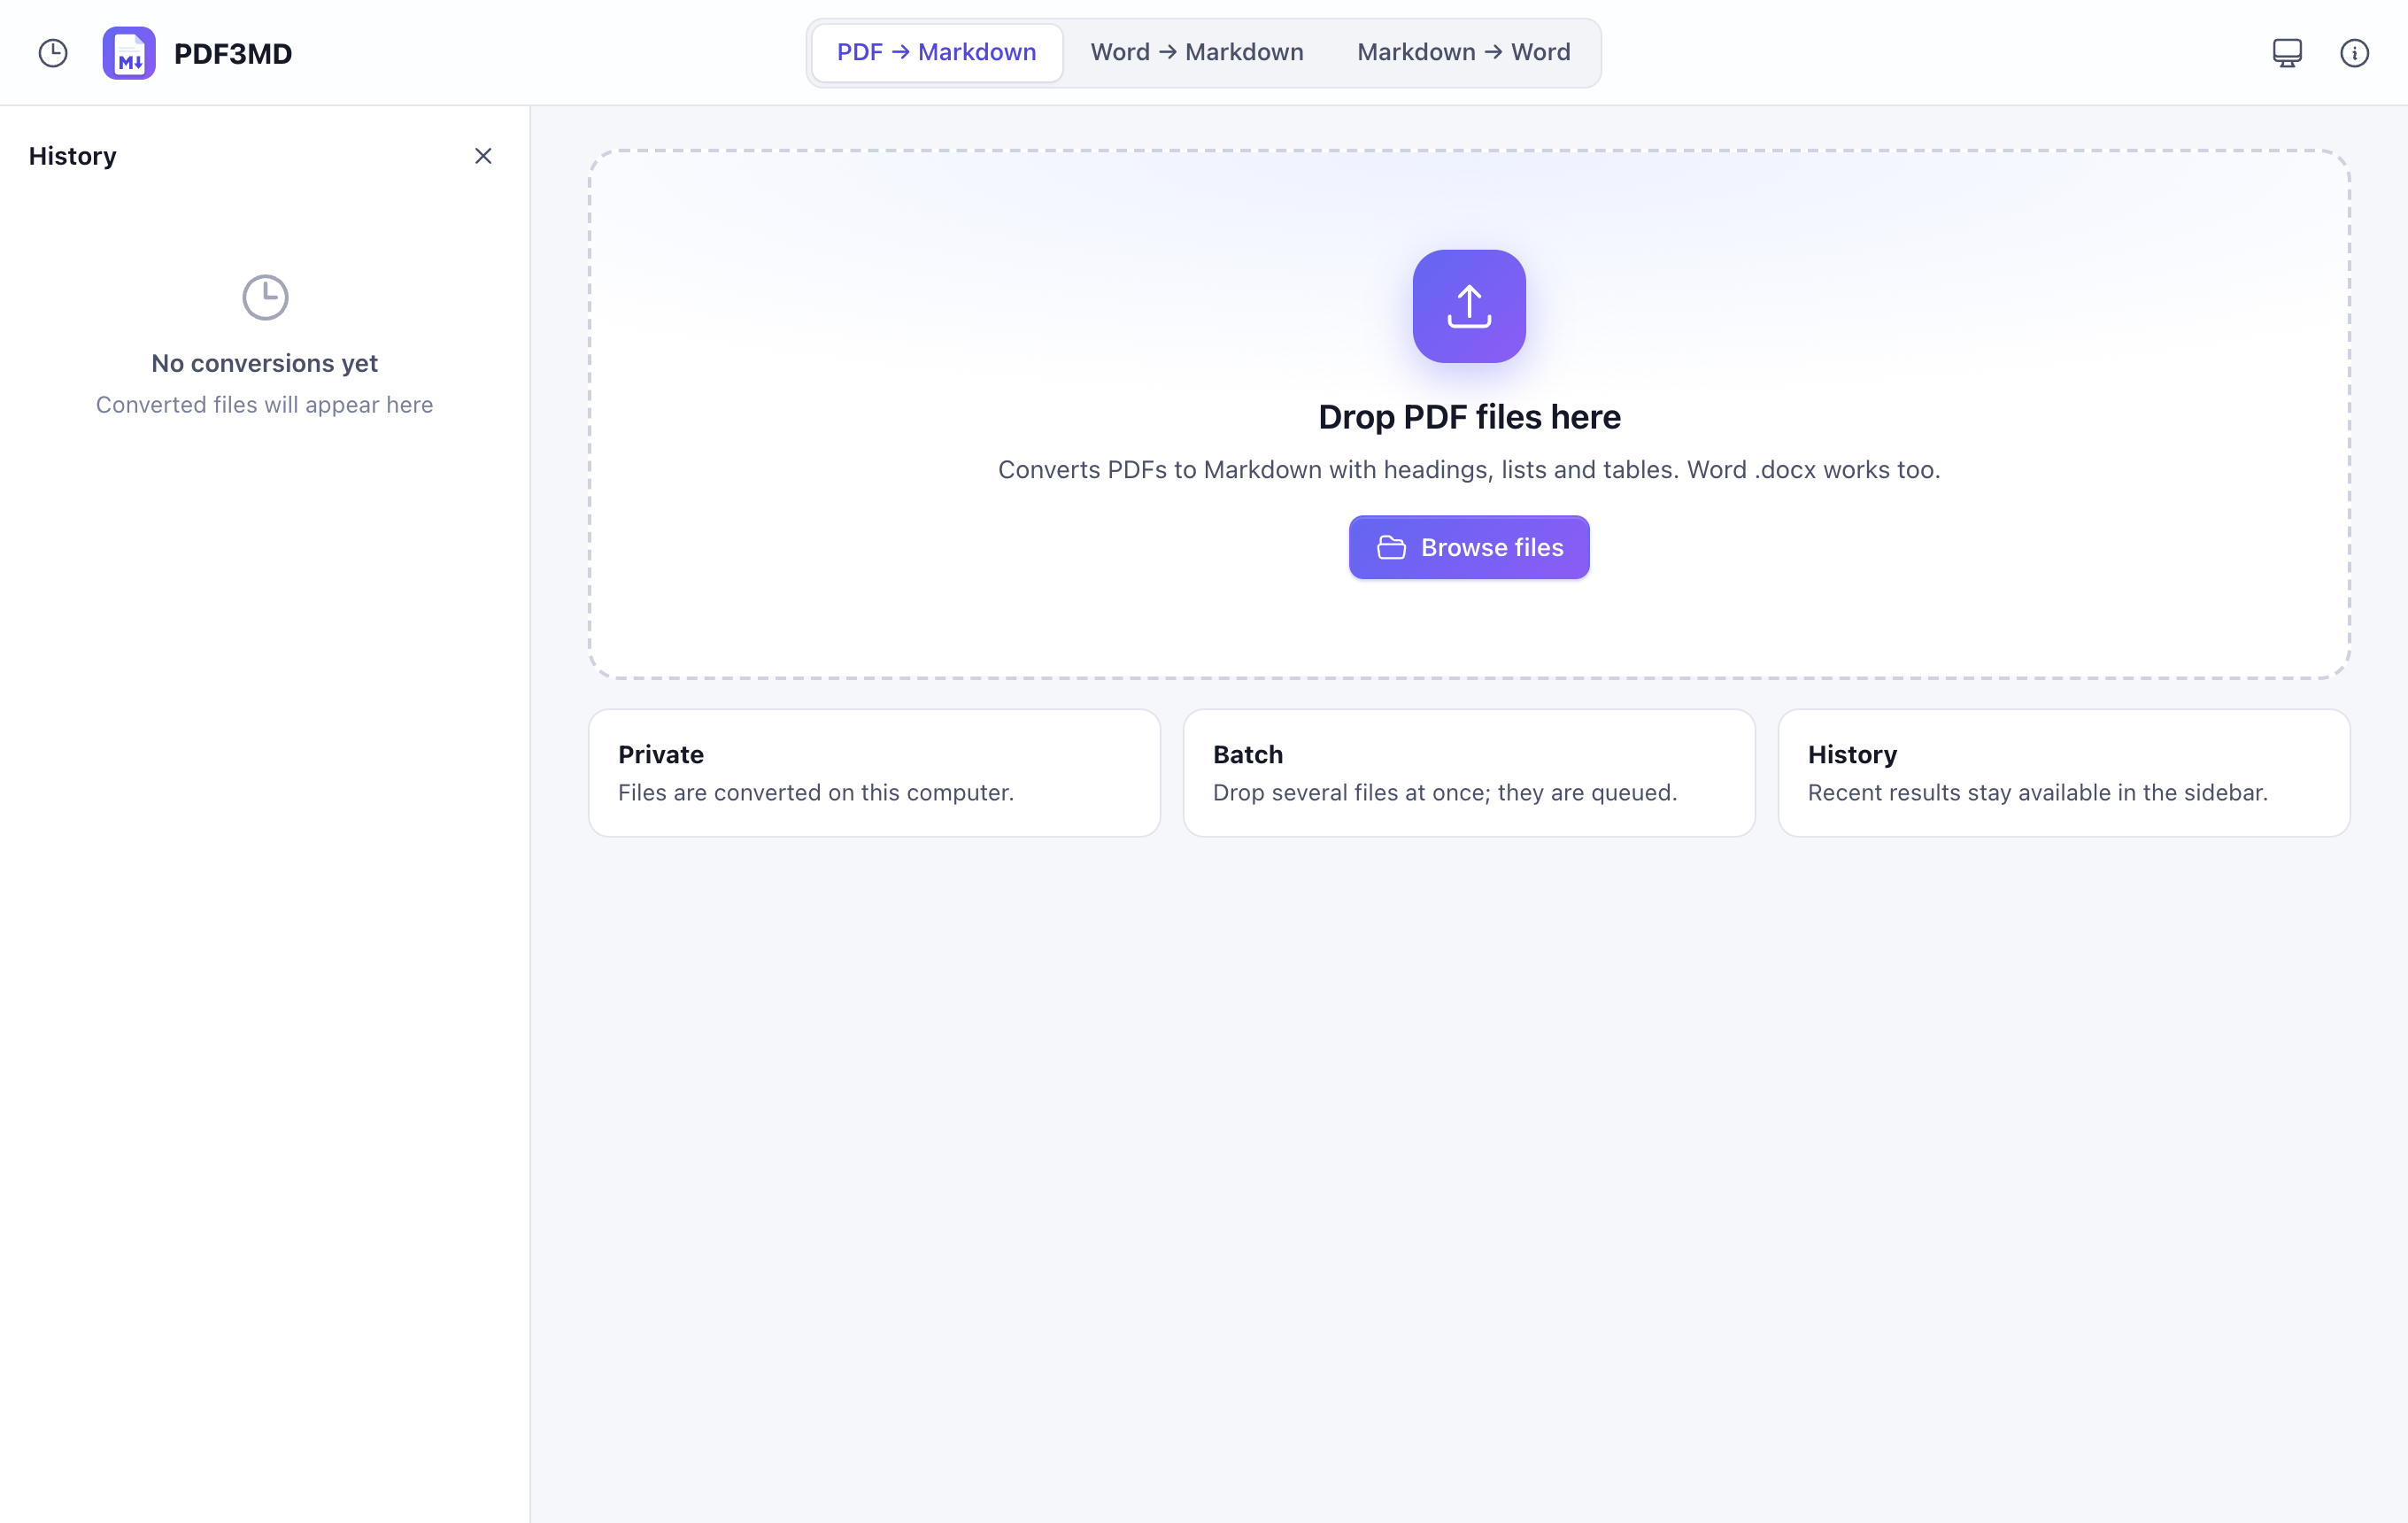 PDF3MD
PDF → Markdown
Word → Markdown
Markdown → Word
History
No conversions yet
Converted files will appear here
M↓
Drop PDF files here
Converts PDFs to Markdown with headings, lists and tables. Word .docx works too.
Browse files
Private
Files are converted on this computer.
Batch
Drop several files at once; they are queued.
History
Recent results stay available in the sidebar.